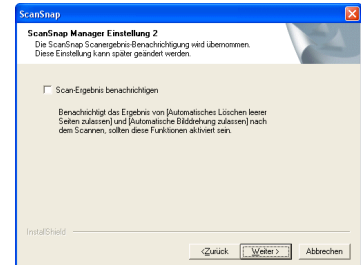 ScanSnap
ScanSnap Manager Einstellung 2
Die ScanSnap Scanergebnis-Benachrichtigung wird übernommen.
Diese Einstellung kann später geändert werden.
Scan-Ergebnis benachrichtigen
Benachrichtigt das Ergebnis von [Automatisches Löschen leerer
Seiten zulassen] und [Automatische Bilddrehung zulassen] nach
dem Scannen, sollten diese Funktionen aktiviert sein.
InstallShield
<Zurück Weiter > Abbrechen